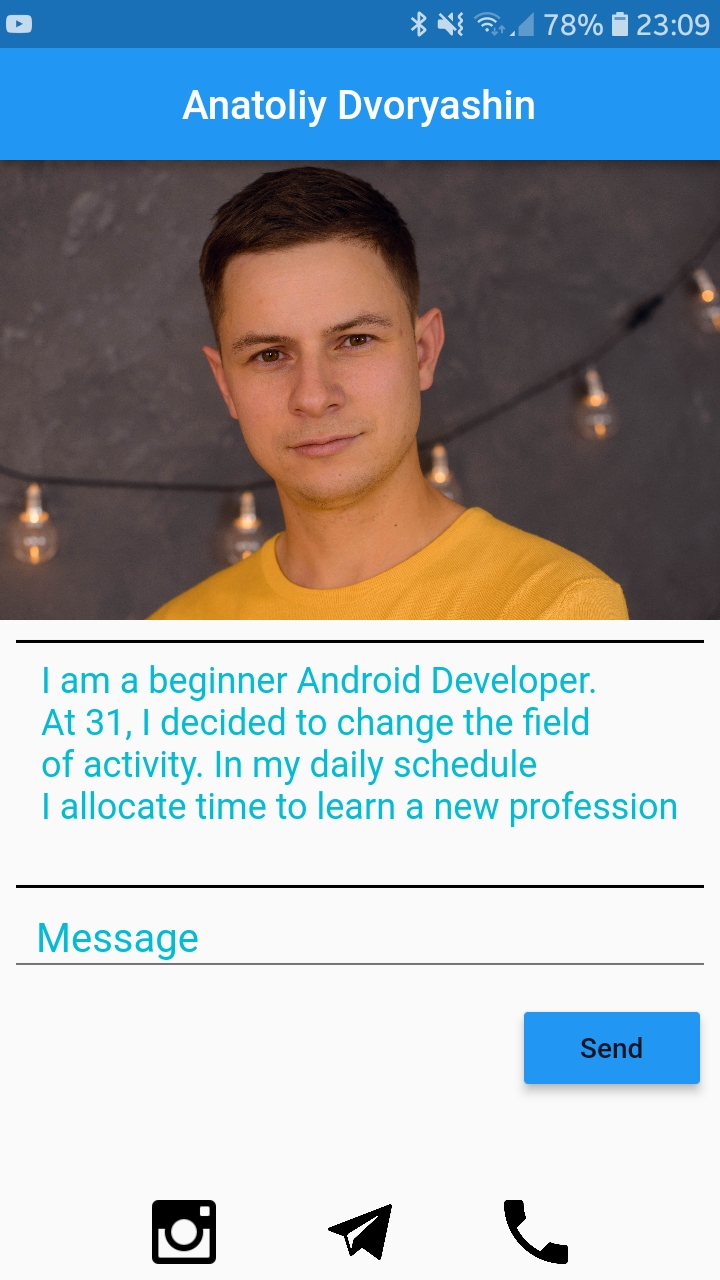 78% 23:09
Anatoliy Dvoryashin
I am a beginner Android Developer.
At 31, I decided to change the field
of activity. In my daily schedule
I allocate time to learn a new profession
Message
Send